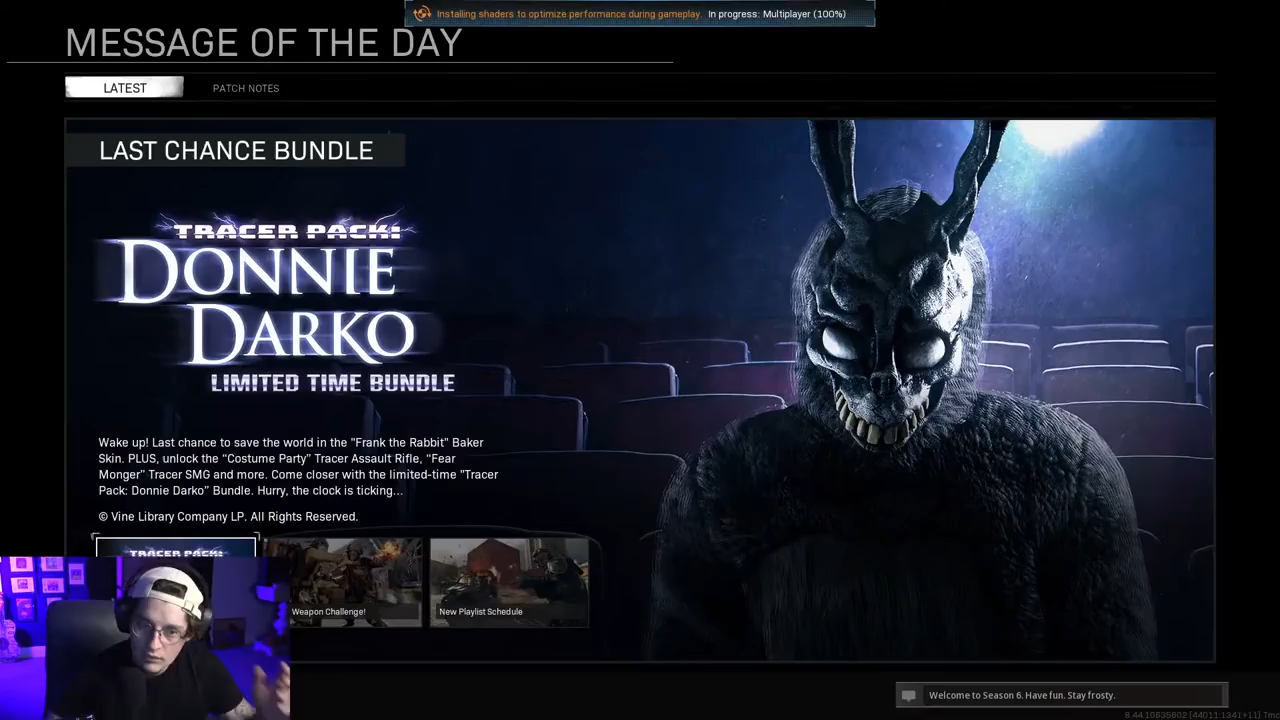 Installing shaders to optimize performance during gameplay. In progress: Multiplayer (100%)
MESSAGE OF THE DAY
LATEST
PATCH NOTES
LAST CHANCE BUNDLE
TRACER PACK:
DONNIE
DARKO
LIMITED TIME BUNDLE
Wake up! Last chance to save the world in the "Frank the Rabbit" Baker
Skin. PLUS, unlock the "Costume Party" Tracer Assault Rifle, "Fear
Monger" Tracer SMG and more. Come closer with the limited-time "Tracer
Pack: Donnie Darko" Bundle. Hurry, the clock is ticking...
© Vine Library Company LP. All Rights Reserved.
TRACER PACK:
Weapon Challenge!
New Playlist Schedule
Welcome to Season 6. Have fun. Stay frosty.